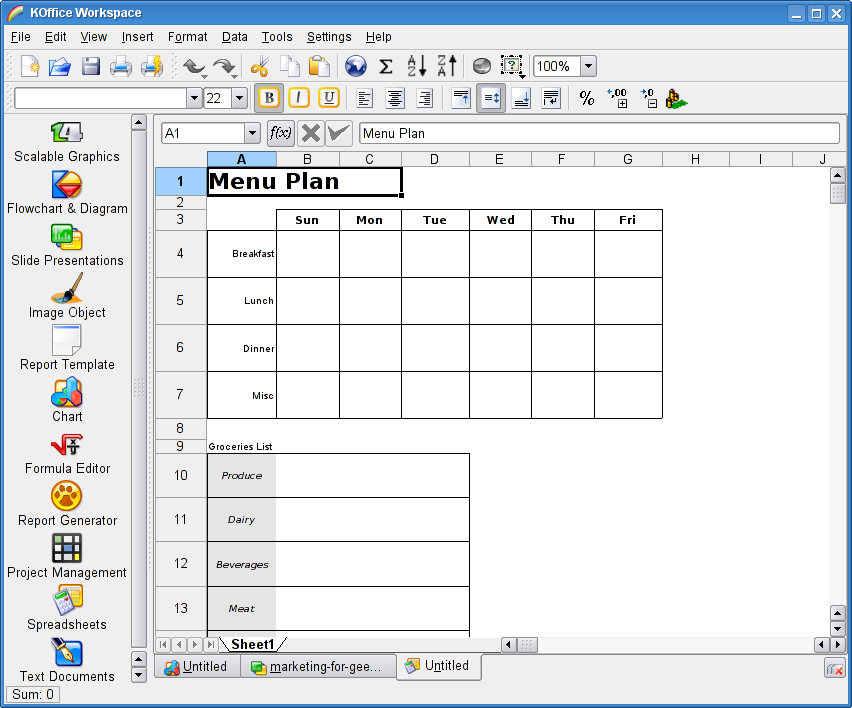 KOffice Workspace
File Edit View Insert Format Data Tools Settings Help
100%
22 B I U % ,00 ,0
A1 f(x) Menu Plan
Scalable Graphics
Flowchart & Diagram
Slide Presentations
Image Object
Report Template
Chart
Formula Editor
Report Generator
Project Management
Spreadsheets
Text Documents
A B C D E F G H I J
1 Menu Plan
2
3 Sun Mon Tue Wed Thu Fri
4 Breakfast
5 Lunch
6 Dinner
7 Misc
8
9 Groceries List
10 Produce
11 Dairy
12 Beverages
13 Meat
Sheet1
Untitled marketing-for-gee... Untitled
Sum: 0